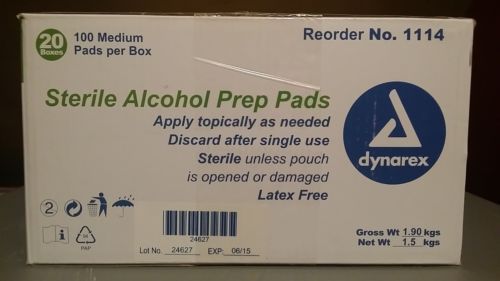 20
Boxes
100 Medium
Pads per Box
Reorder No. 1114
Sterile Alcohol Prep Pads
Apply topically as needed
Discard after single use
Sterile unless pouch
is opened or damaged
Latex Free
dynarex
2
i
PAP
24627
Lot No. 24627 EXP: 06/15
Gross Wt 1.90 kgs
Net Wt 1.5 kgs